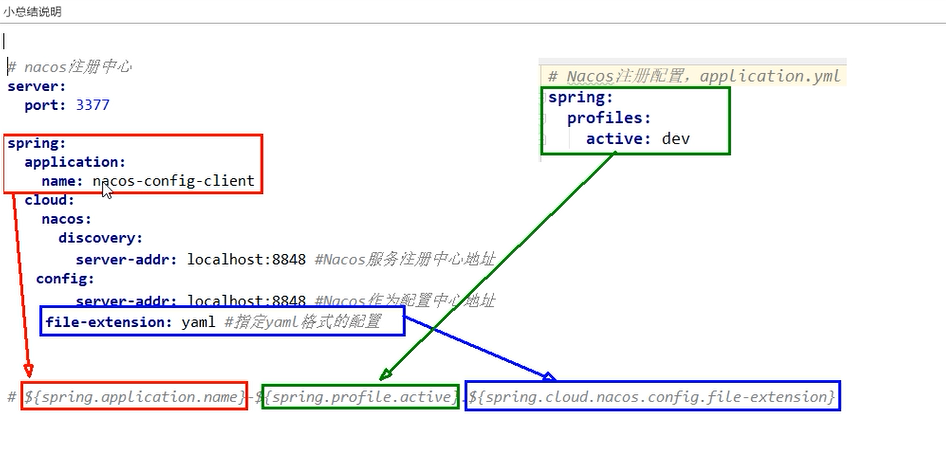 小总结说明
# nacos注册中心
server:
port: 3377
spring:
application:
name: nacos-config-client
cloud:
nacos:
discovery:
server-addr: localhost:8848 #Nacos服务注册中心地址
config:
server-addr: localhost:8848 #Nacos作为配置中心地址
file-extension: yaml #指定yaml格式的配置
# Nacos注册配置，application.yml
spring:
profiles:
active: dev
# ${spring.application.name}-${spring.profile.active}.${spring.cloud.nacos.config.file-extension}